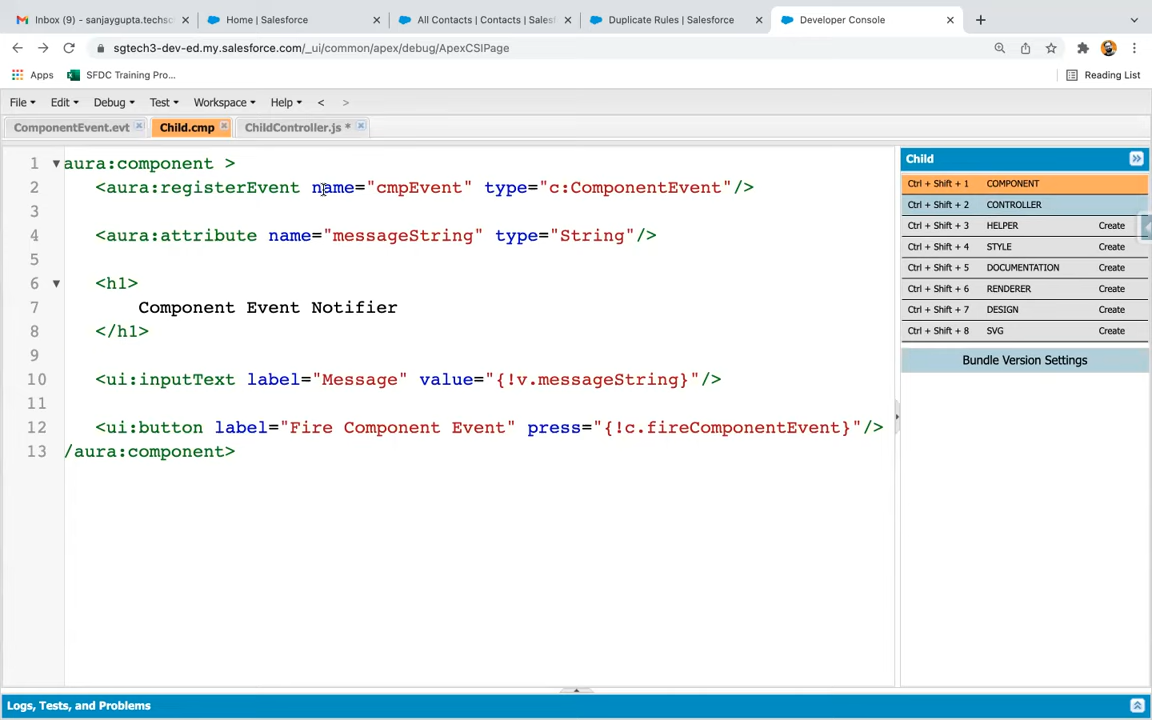 Inbox (9) - sanjaygupta.techsc
Home | Salesforce
All Contacts | Contacts | Sales
Duplicate Rules | Salesforce
Developer Console
sgtech3-dev-ed.my.salesforce.com/_ui/common/apex/debug/ApexCSIPage
Apps
SFDC Training Pro...
Reading List
File
Edit
Debug
Test
Workspace
Help
<
>
ComponentEvent.evt
Child.cmp
ChildController.js *
1 aura:component >
2 <aura:registerEvent name="cmpEvent" type="c:ComponentEvent"/>
3
4 <aura:attribute name="messageString" type="String"/>
5
6 <h1>
7 Component Event Notifier
8 </h1>
9
10 <ui:inputText label="Message" value="{!v.messageString}"/>
11
12 <ui:button label="Fire Component Event" press="{!c.fireComponentEvent}"/>
13 /aura:component>
Child
Ctrl + Shift + 1 COMPONENT
Ctrl + Shift + 2 CONTROLLER
Ctrl + Shift + 3 HELPER Create
Ctrl + Shift + 4 STYLE Create
Ctrl + Shift + 5 DOCUMENTATION Create
Ctrl + Shift + 6 RENDERER Create
Ctrl + Shift + 7 DESIGN Create
Ctrl + Shift + 8 SVG Create
Bundle Version Settings
Logs, Tests, and Problems